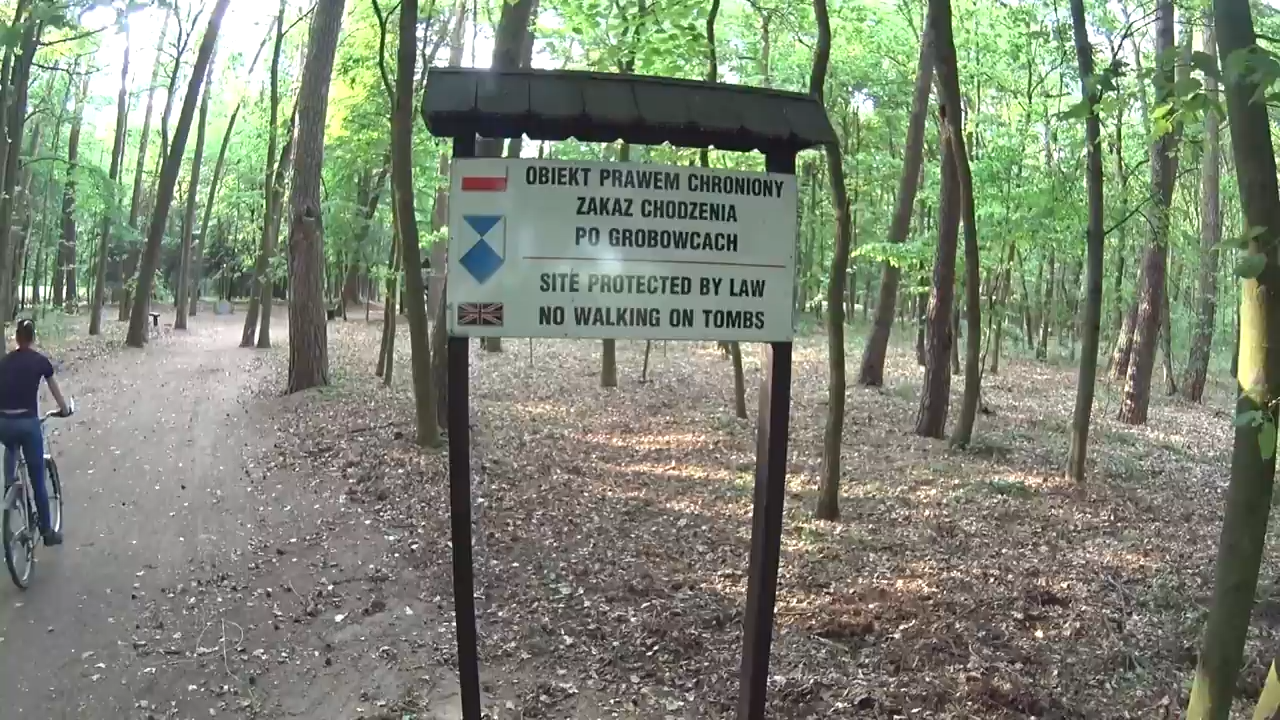 OBIEKT PRAWEM CHRONIONY
ZAKAZ CHODZENIA
PO GROBOWCACH
SITE PROTECTED BY LAW
NO WALKING ON TOMBS